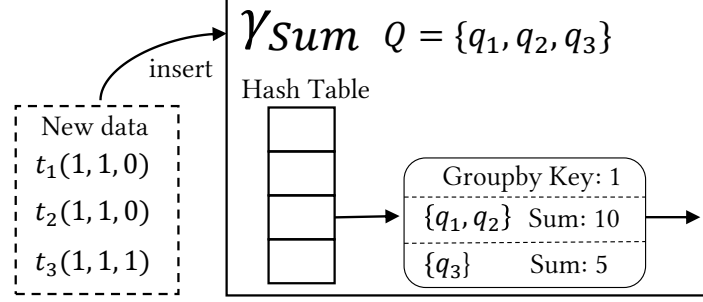 γSum Q = {q₁, q₂, q₃}
insert
Hash Table
New data
t₁(1, 1, 0)
t₂(1, 1, 0)
t₃(1, 1, 1)
Groupby Key: 1
{q₁, q₂} Sum: 10
{q₃} Sum: 5